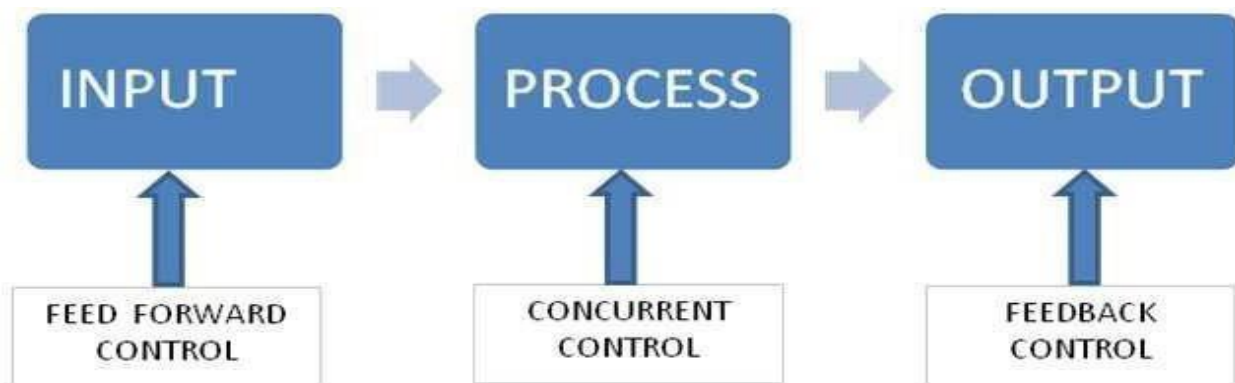 INPUT
PROCESS
OUTPUT
FEED FORWARD
CONTROL
CONCURRENT
CONTROL
FEEDBACK
CONTROL